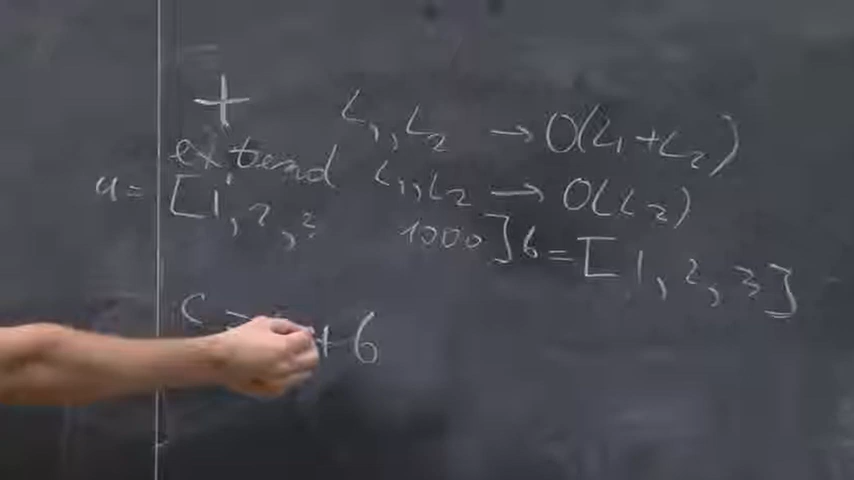 + L₁, L₂ → O(L₁+L₂)
extend L₁, L₂ → O(L₂)
a = [1, 2, 3 1000] b = [1, 2, 3]
c = + b